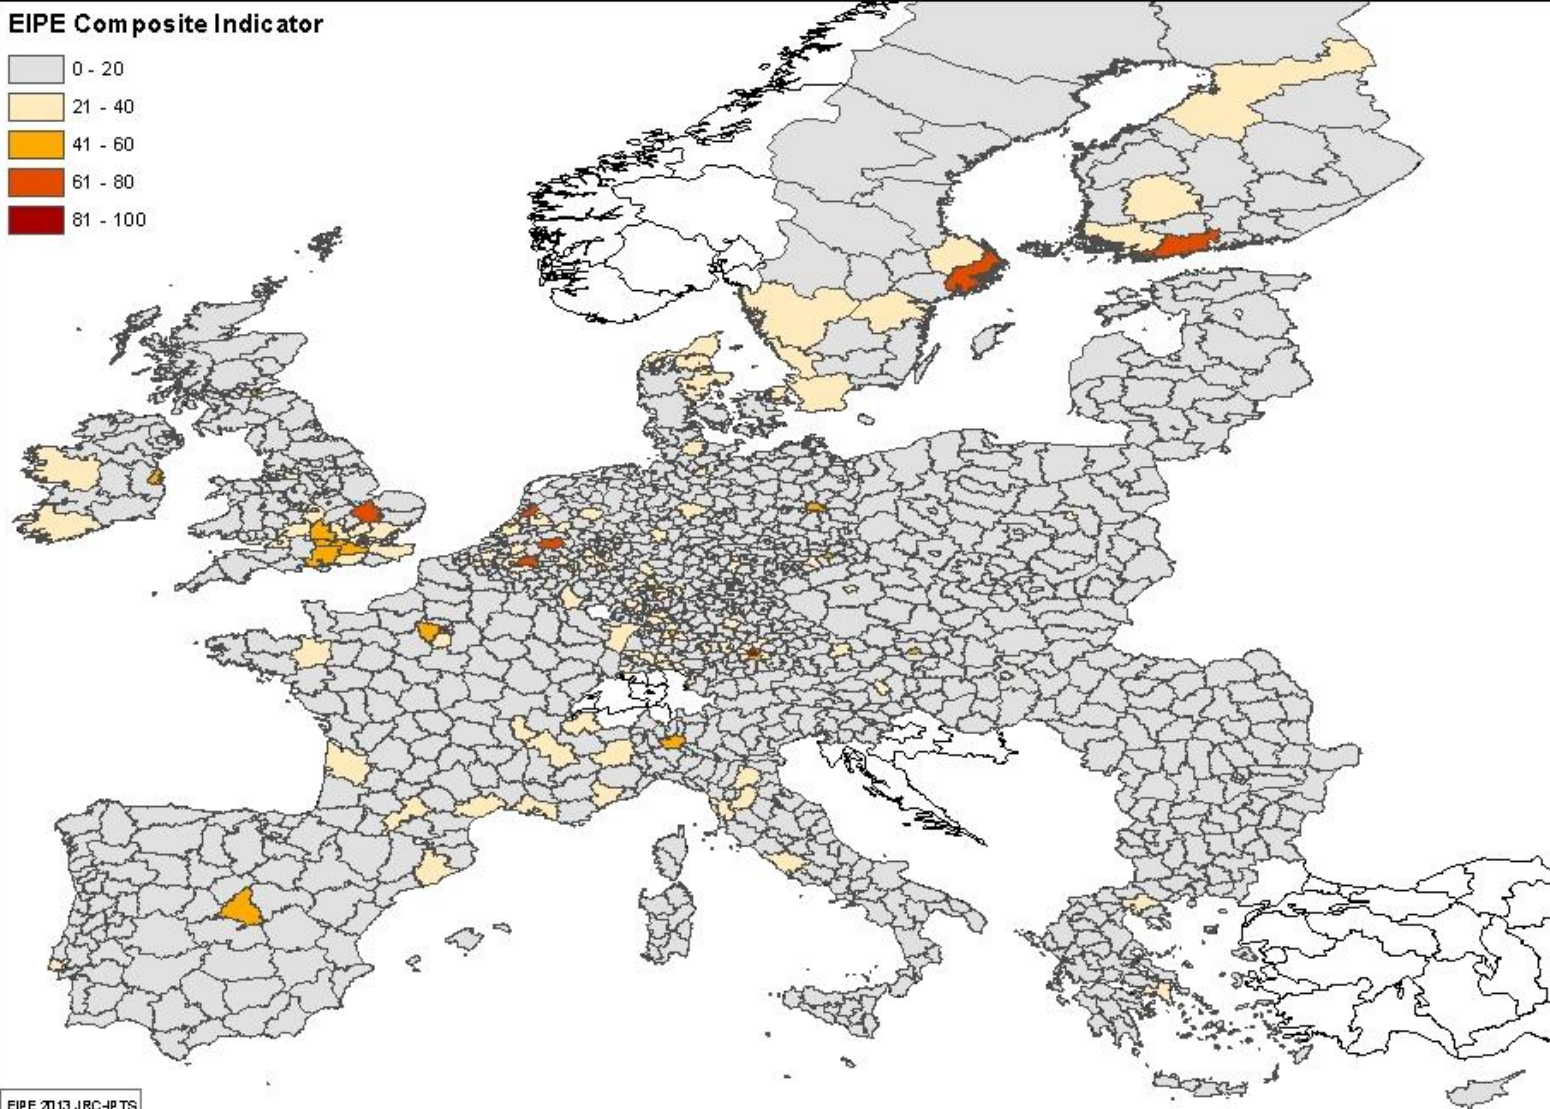 EIPE Composite Indicator
0 - 20
21 - 40
41 - 60
61 - 80
81 - 100
EIPE 2013 JRC-IPTS